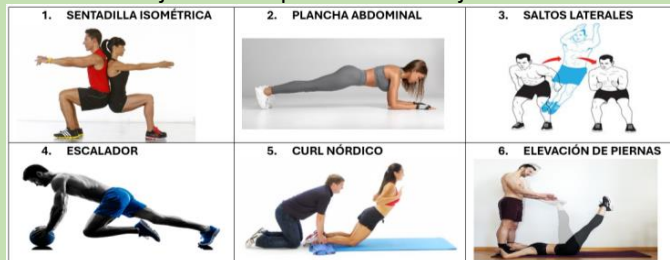 1. SENTADILLA ISOMÉTRICA
2. PLANCHA ABDOMINAL
3. SALTOS LATERALES
4. ESCALADOR
5. CURL NÓRDICO
6. ELEVACIÓN DE PIERNAS